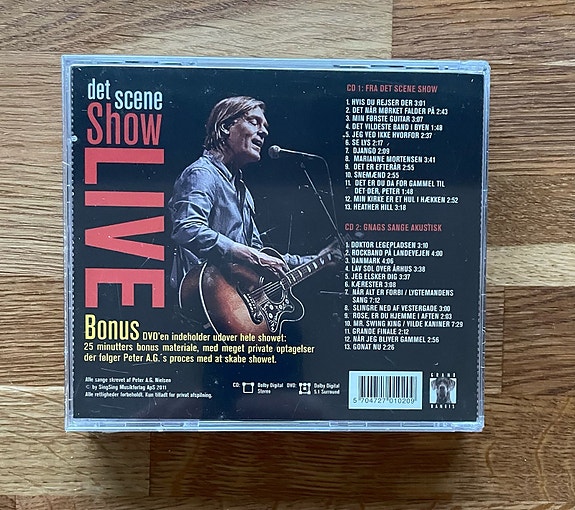 det scene
Show
LIVE
Bonus DVD'en indeholder udover hele showet:
25 minutters bonus materiale, med meget private optagelser
der følger Peter A.G.´s proces med at skabe showet.
Alle sange skrevet af Peter A.G. Nielsen
© by SingSing Musikforlag ApS 2011
Alle rettigheder forbeholdt. Kun tilladt for privat afspilning.
CD 1: FRA DET SCENE SHOW
1. HVIS DU REJSER DER 3:01
2. DET NÅR MØRKET FALDER PÅ 2:43
3. MIN FØRSTE GUITAR 3:07
4. DET VILDESTE BAND I BYEN 1:48
5. JEG VED IKKE HVORFOR 2:37
6. SE LYS 2:17
7. DJANGO 2:09
8. MARIANNE MORTENSEN 3:41
9. DET ER EFTERÅR 2:55
10. SNEMÆND 2:55
11. DET ER DU DA FOR GAMMEL TIL
DET DER, PETER 1:48
12. MIN KIRKE ER ET HUL I HÆKKEN 2:52
13. HEATHER HILL 3:18
CD 2: GNAGS SANGE AKUSTISK
1. DOKTOR LEGEPLADSEN 3:10
2. ROCKBAND PÅ LANDEVEJEN 4:00
3. DANMARK 4:06
4. LAV SOL OVER ÅRHUS 3:38
5. JEG ELSKER DIG 3:37
6. KÆRESTER 3:08
7. NÅR ALT ER FORBI / LYGTEMANDENS
SANG 7:12
8. SLINGRE NED AF VESTERGADE 3:00
9. ROSE, ER DU HJEMME I AFTEN 2:03
10. MR. SWING KING / VILDE KANINER 7:29
11. GRANDE FINALE 2:12
12. NÅR JEG BLIVER GAMMEL 2:56
13. GONAT NU 2:26
CD: Dolby Digital
Stereo
DVD: Dolby Digital
5.1 Surround
5 704727 010209
GRAND
DANOIS